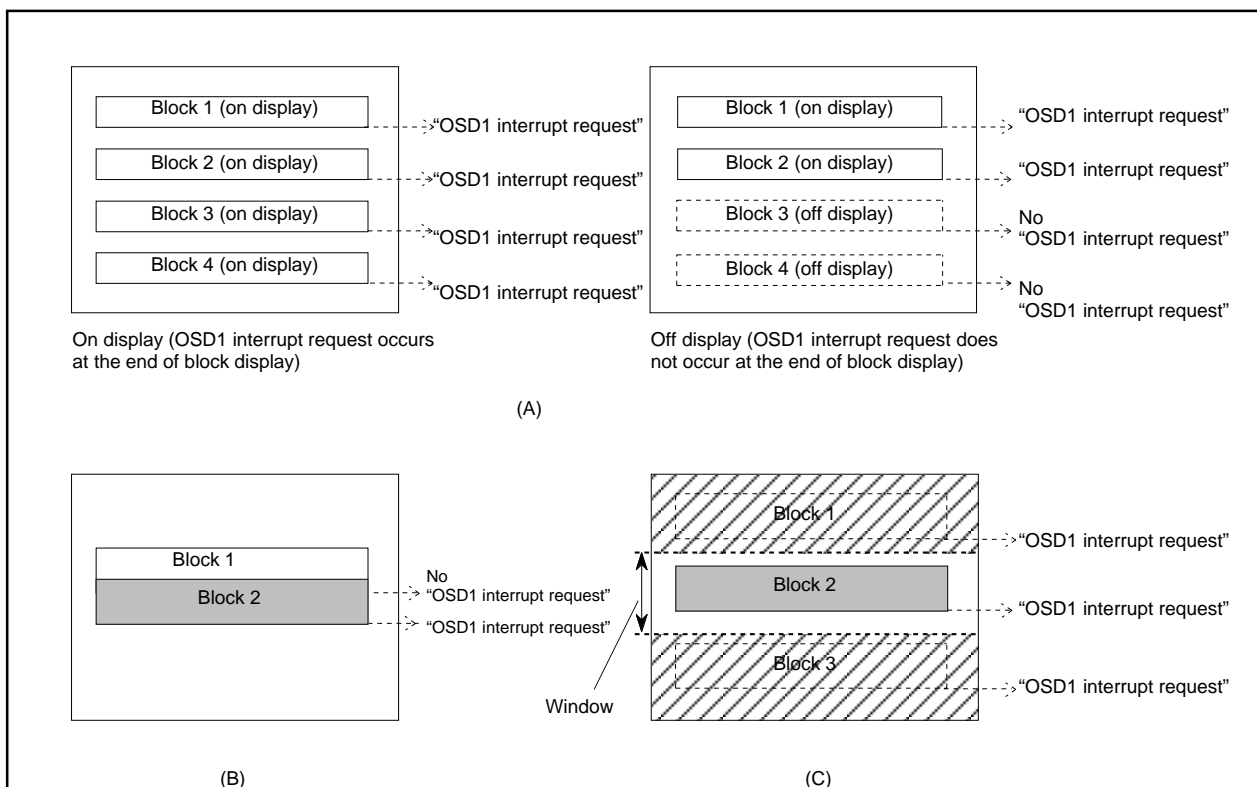 Block 1 (on display)
“OSD1 interrupt request”
Block 2 (on display)
“OSD1 interrupt request”
Block 3 (on display)
“OSD1 interrupt request”
Block 4 (on display)
“OSD1 interrupt request”
On display (OSD1 interrupt request occurs
at the end of block display)
Block 1 (on display)
“OSD1 interrupt request”
Block 2 (on display)
“OSD1 interrupt request”
Block 3 (off display)
No
“OSD1 interrupt request”
Block 4 (off display)
No
“OSD1 interrupt request”
Off display (OSD1 interrupt request does
not occur at the end of block display)
(A)
Block 1
Block 2
No
“OSD1 interrupt request”
“OSD1 interrupt request”
(B)
Block 1
“OSD1 interrupt request”
Block 2
“OSD1 interrupt request”
Block 3
“OSD1 interrupt request”
Window
(C)